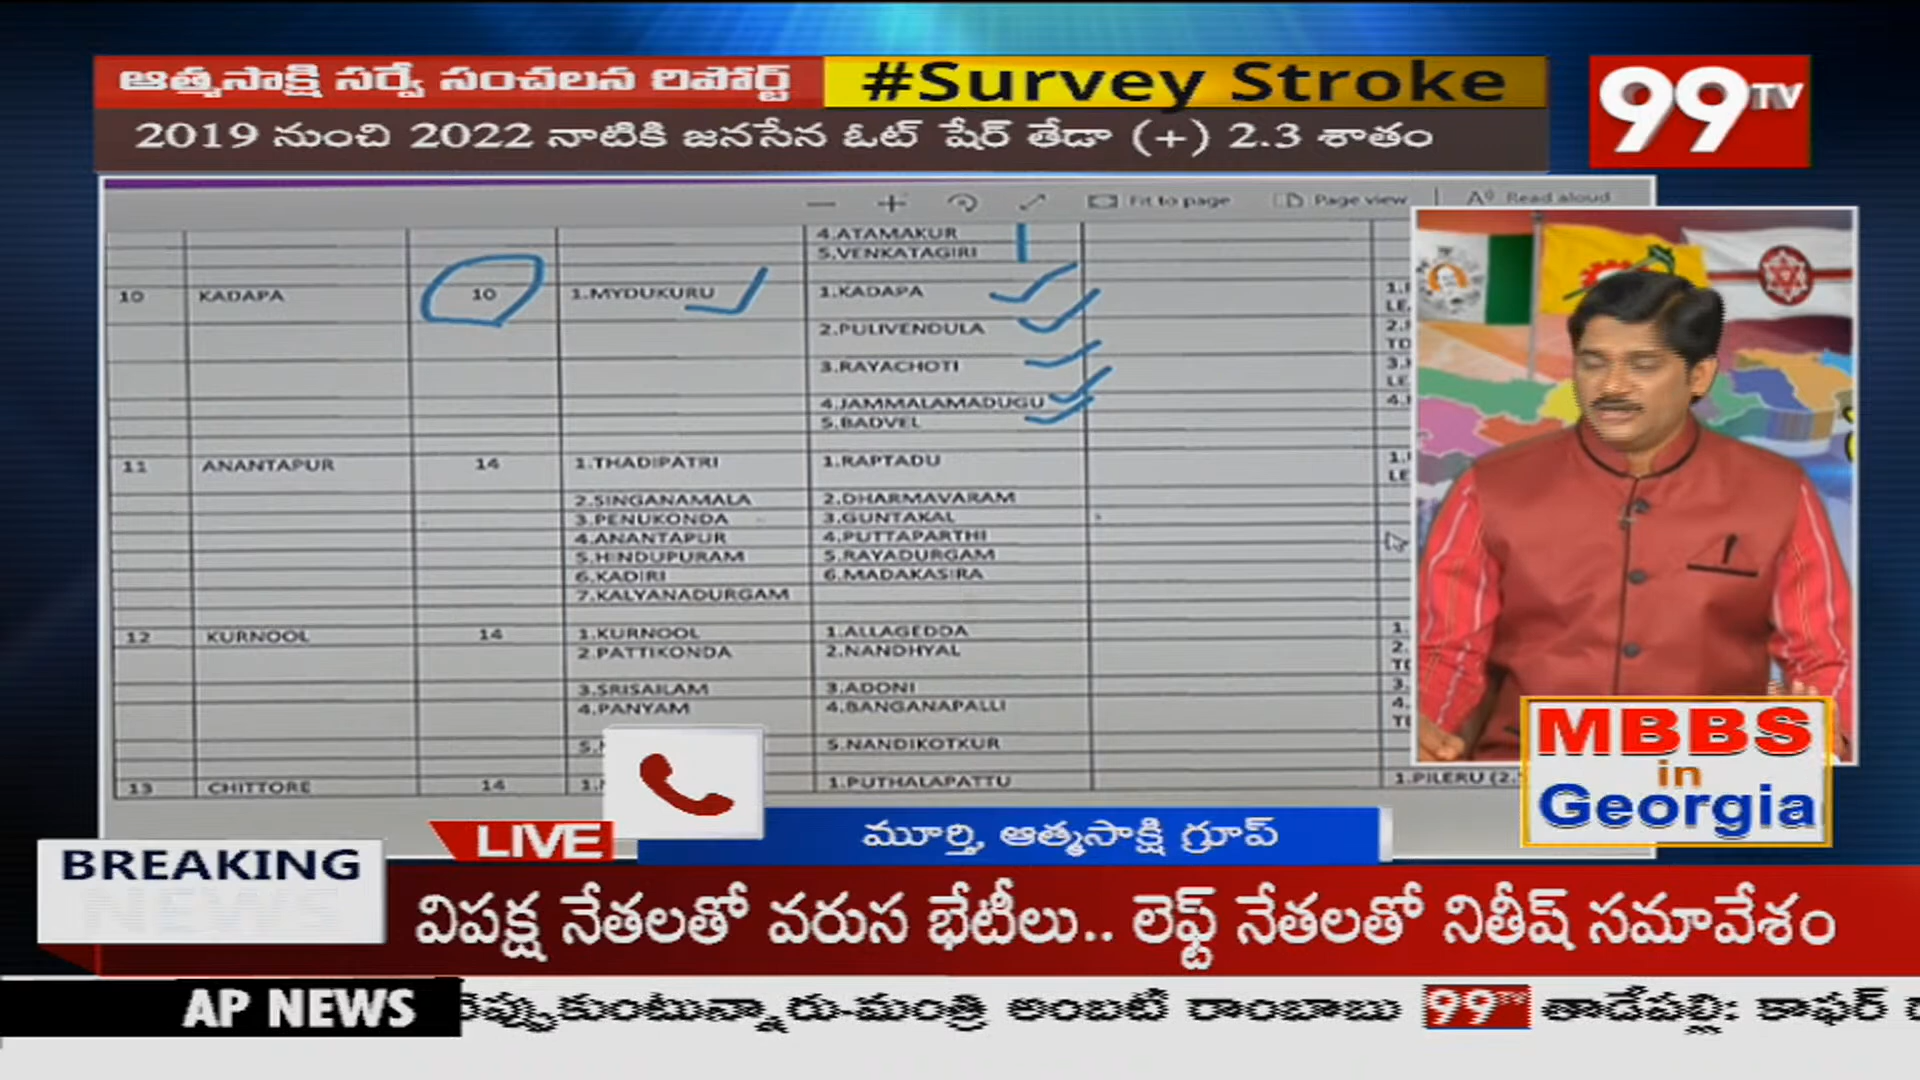 ఆత్మసాక్షి సర్వే సంచలన రిపోర్ట్ #Survey Stroke
99TV
2019 నుంచి 2022 నాటికి జనసేన ఓట్ షేర్ తేడా (+) 2.3 శాతం
Fit to page Page view Read aloud
4.ATAMAKUR
5.VENKATAGIRI
10 KADAPA 10 1.MYDUKURU 1.KADAPA
2.PULIVENDULA
3.RAYACHOTI
4.JAMMALAMADUGU
5.BADVEL
11 ANANTAPUR 14 1.THADIPATRI 1.RAPTADU
2.SINGANAMALA 2.DHARMAVARAM
3.PENUKONDA 3.GUNTAKAL
4.ANANTAPUR 4.PUTTAPARTHI
5.HINDUPURAM 5.RAYADURGAM
6.KADIRI 6.MADAKASIRA
7.KALYANADURGAM
12 KURNOOL 14 1.KURNOOL 1.ALLAGEDDA
2.PATTIKONDA 2.NANDHYAL
3.SRISAILAM 3.ADONI
4.PANYAM 4.BANGANAPALLI
5.NANDIKOTKUR
13 CHITTORE 14 1.PUTHALAPATTU 1.PILERU
MBBS
in
Georgia
LIVE మూర్తి, ఆత్మసాక్షి గ్రూప్
BREAKING
NEWS
విపక్ష నేతలతో వరుస భేటీలు.. లెఫ్ట్ నేతలతో నితీష్ సమావేశం
AP NEWS మంత్రి అంబటి రాంబాబు 99TV తాడేపల్లి: కాఫర్